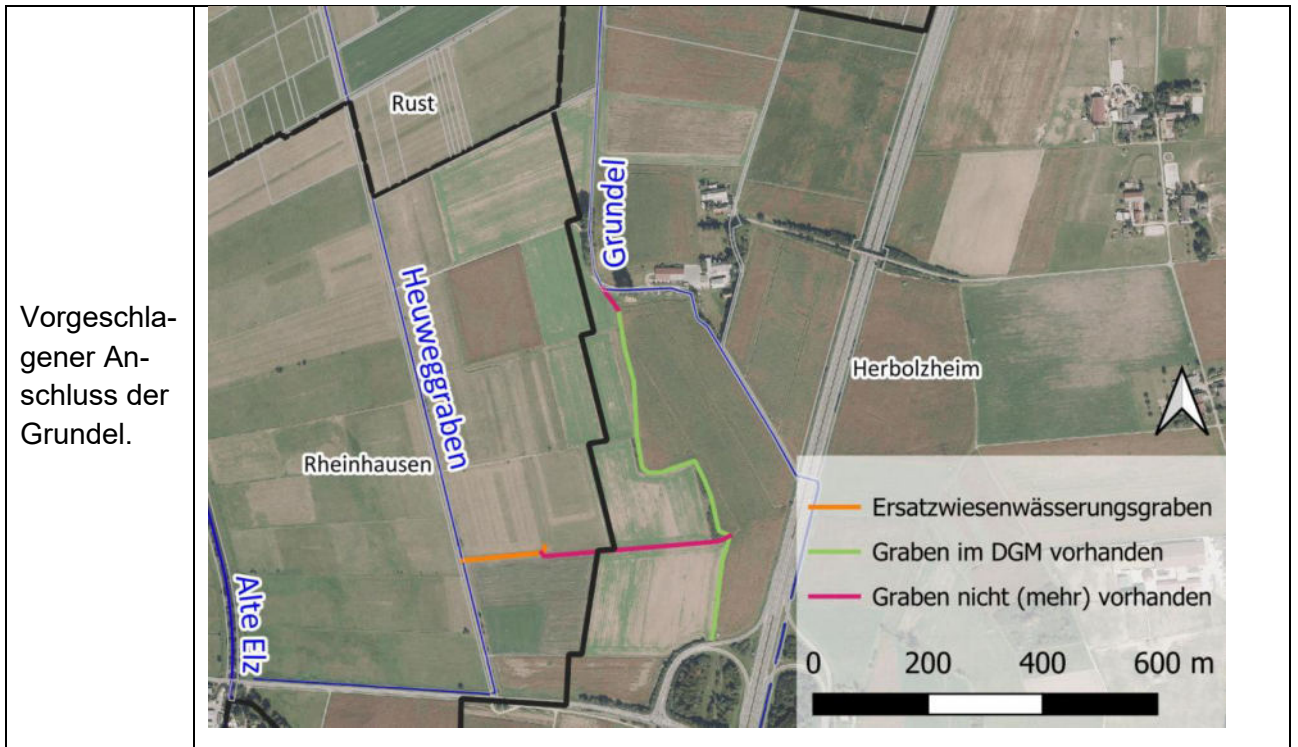 Vorgeschla-
gener An-
schluss der
Grundel.
Rust
Grundel
Heuweggraben
Herbolzheim
Rheinhausen
Alte Elz
Ersatzwiesenwässerungsgraben
Graben im DGM vorhanden
Graben nicht (mehr) vorhanden
0 200 400 600 m